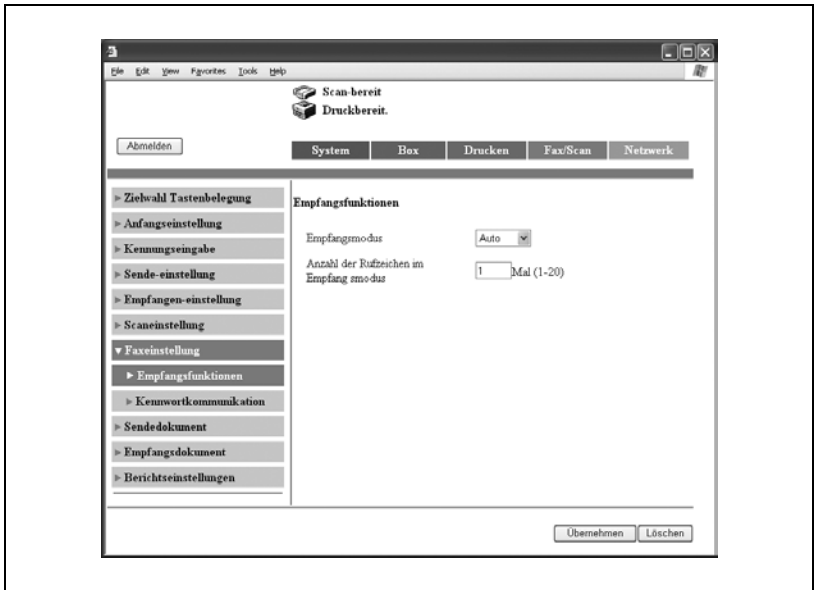 File Edit View Favorites Tools Help
Scan-bereit
Druckbereit.
Abmelden
System Box Drucken Fax/Scan Netzwerk
Zielwahl Tastenbelegung
Anfangseinstellung
Kennungseingabe
Sende-einstellung
Empfangen-einstellung
Scaneinstellung
Faxeinstellung
Empfangsfunktionen
Kennwortkommunikation
Sendedokument
Empfangsdokument
Berichtseinstellungen
Empfangsfunktionen
Empfangsmodus Auto
Anzahl der Rufzeichen im
Empfang smodus
1 Mal (1-20)
Übernehmen Löschen